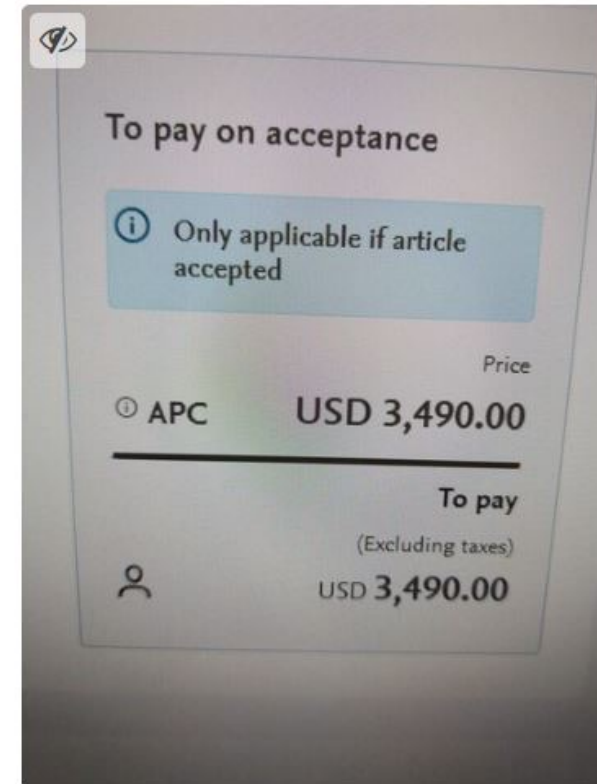 To pay on acceptance
Only applicable if article
accepted
Price
APC USD 3,490.00
To pay
(Excluding taxes)
USD 3,490.00